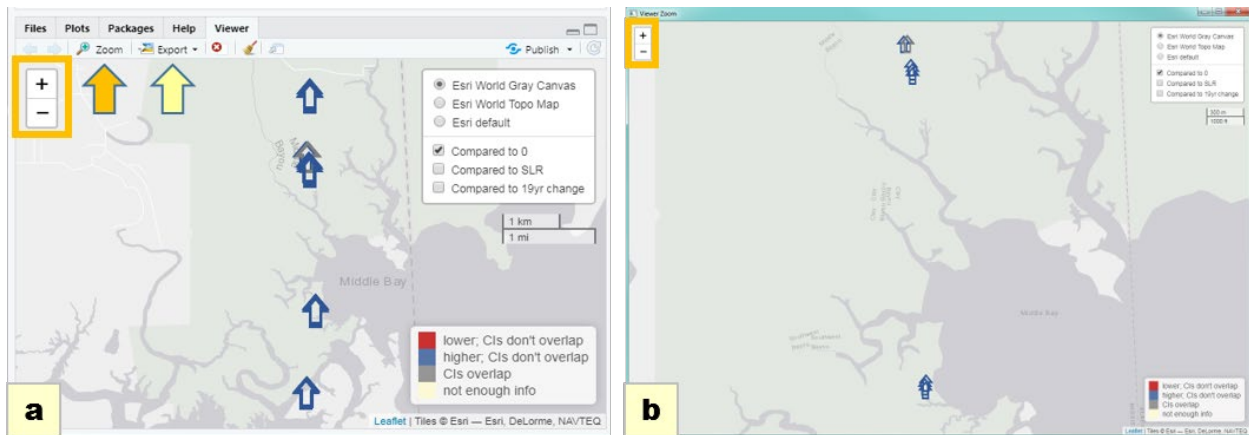 Files Plots Packages Help Viewer
Zoom Export Publish
+
−
Esri World Gray Canvas
Esri World Topo Map
Esri default
Compared to 0
Compared to SLR
Compared to 19yr change
1 km
1 mi
Bayou
Middle Bay
lower; CIs don't overlap
higher; CIs don't overlap
CIs overlap
not enough info
Leaflet | Tiles © Esri — Esri, DeLorme, NAVTEQ
a
Viewer Zoom
+
−
Esri World Gray Canvas
Esri World Topo Map
Esri default
Compared to 0
Compared to SLR
Compared to 19yr change
300 m
1000 ft
Middle Bay
lower; CIs don't overlap
higher; CIs don't overlap
CIs overlap
not enough info
Leaflet | Tiles © Esri — Esri, DeLorme, NAVTEQ
b